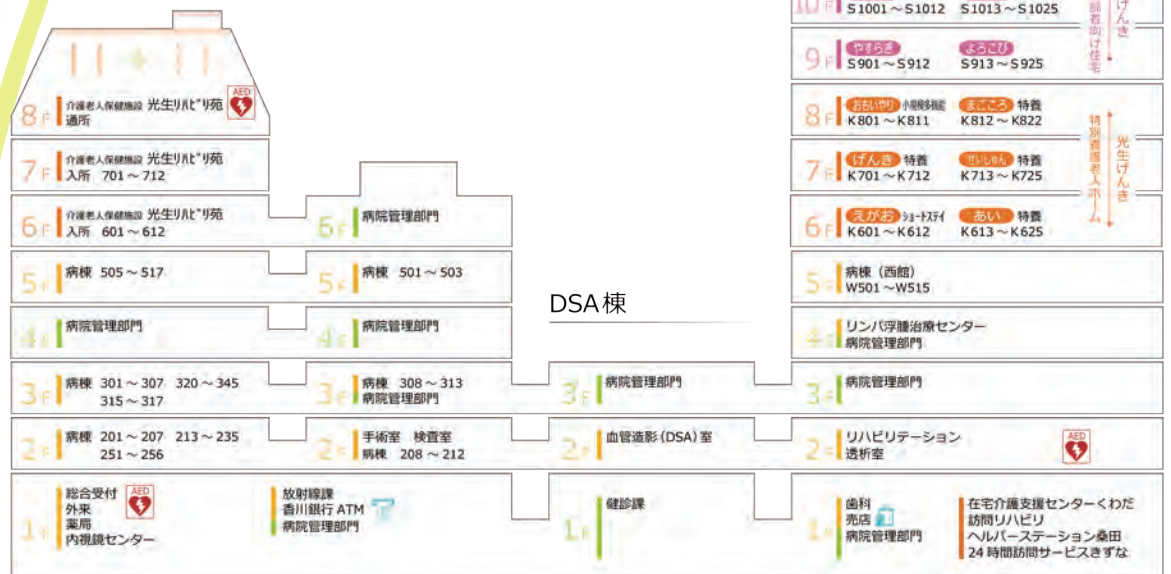 10F
S1001～S1012 S1013～S1025
9F
やすらぎ よろこび
S901～S912 S913～S925
8F
介護老人保健施設 光生リハビリ苑
通所
AED
8F
おもいやり 小規模多機能 まごころ 特養
K801～K811 K812～K822
7F
介護老人保健施設 光生リハビリ苑
入所 701～712
7F
げんき 特養 せいしゅん 特養
K701～K712 K713～K725
特別養護老人ホーム
光生げんき
6F
介護老人保健施設 光生リハビリ苑
入所 601～612
6F
病院管理部門
6F
えがお ショートステイ あい 特養
K601～K612 K613～K625
5F
病棟 505～517
5F
病棟 501～503
5F
病棟（西館）
W501～W515
DSA棟
4F
病院管理部門
4F
病院管理部門
4F
リンパ浮腫治療センター
病院管理部門
3F
病棟 301～307 320～345
315～317
3F
病棟 308～313
病院管理部門
3F
病院管理部門
3F
病院管理部門
2F
病棟 201～207 213～235
251～256
2F
手術室 検査室
病棟 208～212
2F
血管造影(DSA)室
2F
リハビリテーション
透析室
AED
1F
総合受付
外来
薬局
内視鏡センター
AED
放射線課
香川銀行 ATM
病院管理部門
1F
健診課
1F
歯科
売店
病院管理部門
在宅介護支援センターくわだ
訪問リハビリ
ヘルパーステーション桑田
24時間訪問サービスきずな